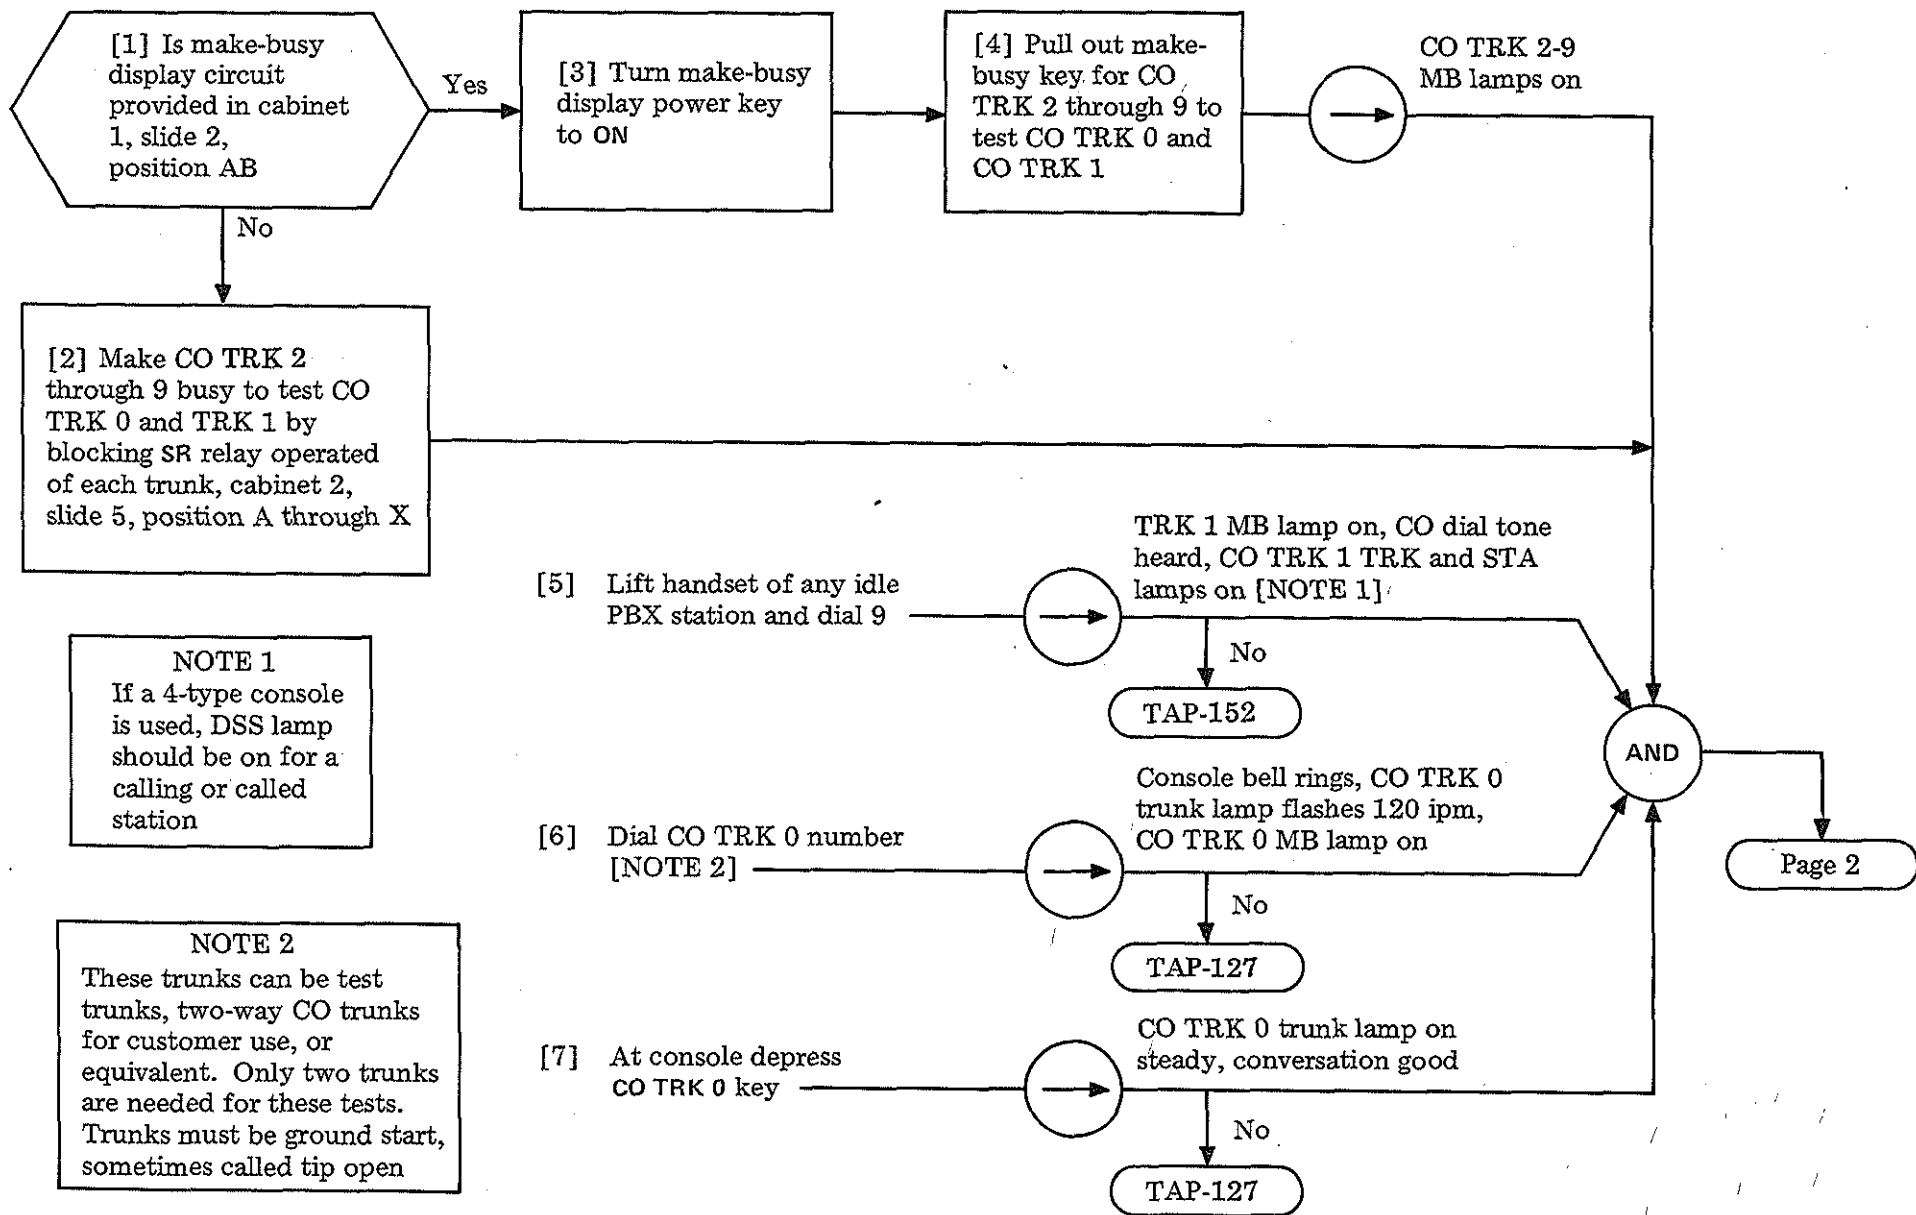 [1] Is make-busy
display circuit
provided in cabinet
1, slide 2,
position AB
Yes
No
[3] Turn make-busy
display power key
to ON
[4] Pull out make-
busy key for CO
TRK 2 through 9 to
test CO TRK 0 and
CO TRK 1
CO TRK 2-9
MB lamps on
[2] Make CO TRK 2
through 9 busy to test CO
TRK 0 and TRK 1 by
blocking SR relay operated
of each trunk, cabinet 2,
slide 5, position A through X
[5] Lift handset of any idle
PBX station and dial 9
TRK 1 MB lamp on, CO dial tone
heard, CO TRK 1 TRK and STA
lamps on [NOTE 1]
No
TAP-152
NOTE 1
If a 4-type console
is used, DSS lamp
should be on for a
calling or called
station
[6] Dial CO TRK 0 number
[NOTE 2]
Console bell rings, CO TRK 0
trunk lamp flashes 120 ipm,
CO TRK 0 MB lamp on
No
TAP-127
AND
Page 2
NOTE 2
These trunks can be test
trunks, two-way CO trunks
for customer use, or
equivalent. Only two trunks
are needed for these tests.
Trunks must be ground start,
sometimes called tip open
[7] At console depress
CO TRK 0 key
CO TRK 0 trunk lamp on
steady, conversation good
No
TAP-127